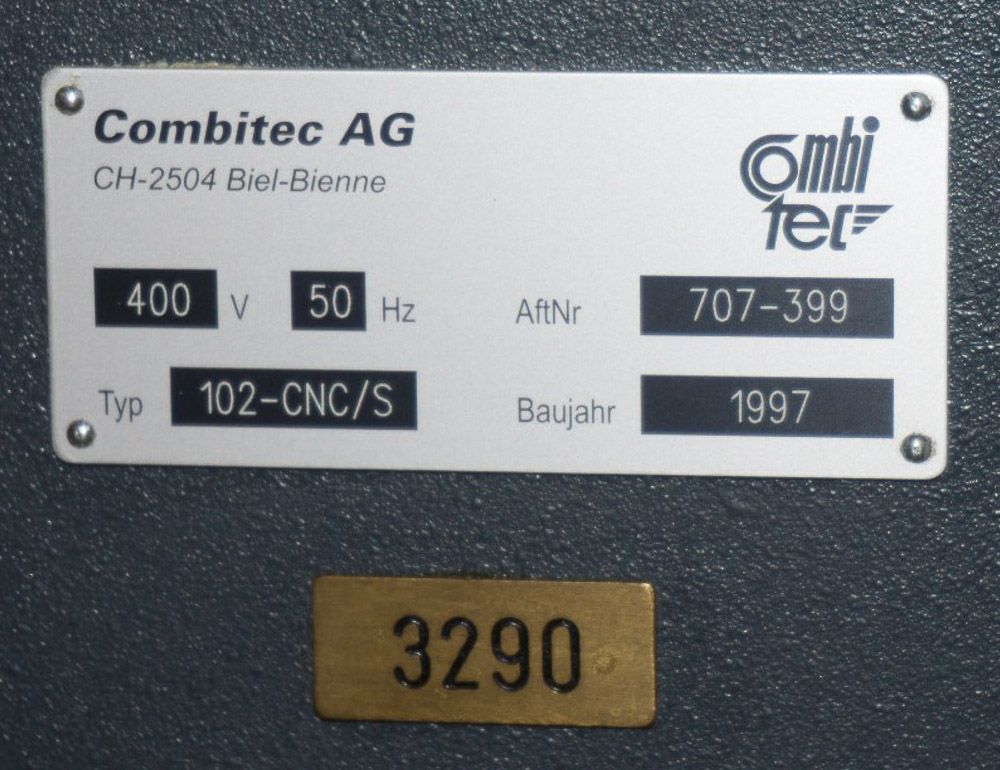 Combitec AG
CH-2504 Biel-Bienne
Combi
tec
400 V 50 Hz
AftNr 707-399
Typ 102-CNC/S
Baujahr 1997
3290